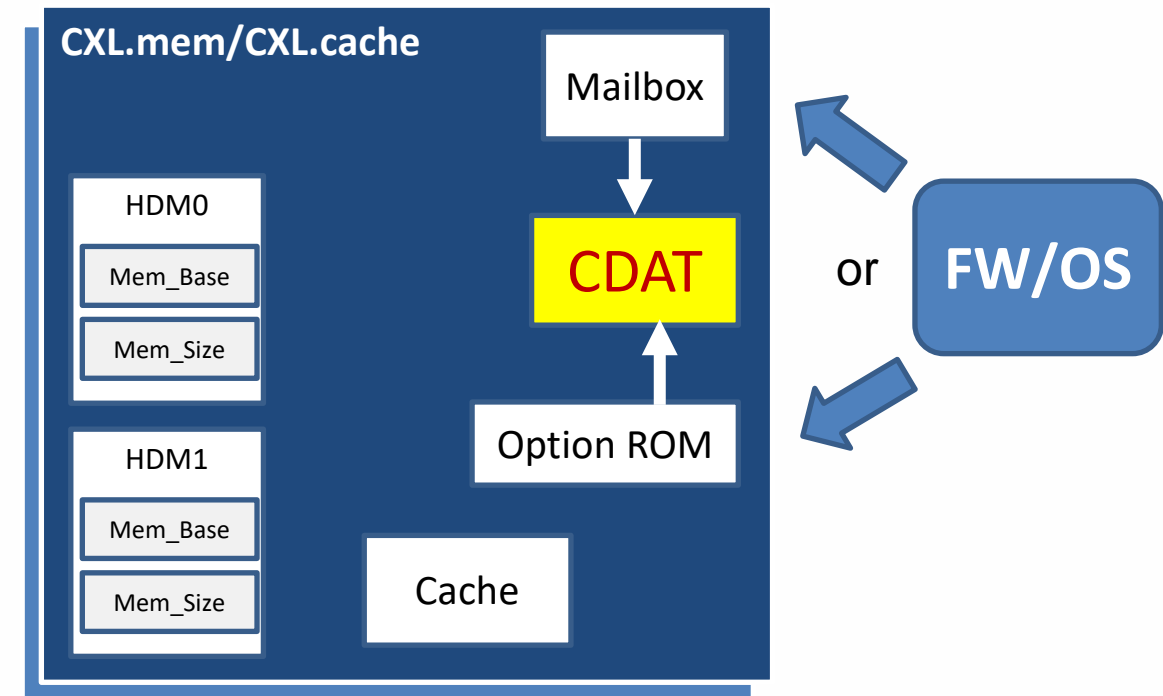 CXL.mem/CXL.cache
Mailbox
HDM0
Mem_Base
Mem_Size
CDAT
or
FW/OS
Option ROM
HDM1
Mem_Base
Mem_Size
Cache